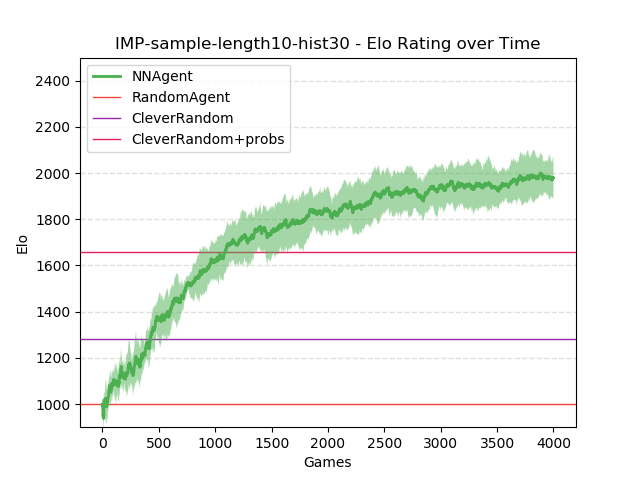 IMP-sample-length10-hist30 - Elo Rating over Time
NNAgent
RandomAgent
CleverRandom
CleverRandom+probs
2400
2200
2000
1800
1600
1400
1200
1000
Elo
0 500 1000 1500 2000 2500 3000 3500 4000
Games